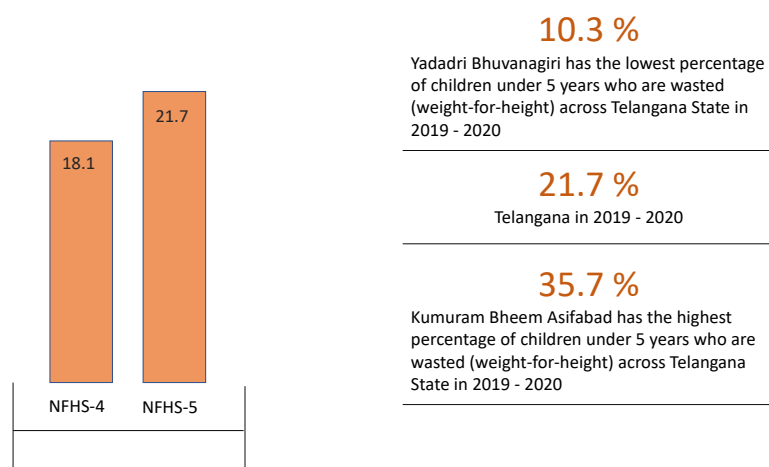 21.7
18.1
NFHS-4
NFHS-5
10.3 %
Yadadri Bhuvanagiri has the lowest percentage
of children under 5 years who are wasted
(weight-for-height) across Telangana State in
2019 - 2020
21.7 %
Telangana in 2019 - 2020
35.7 %
Kumuram Bheem Asifabad has the highest
percentage of children under 5 years who are
wasted (weight-for-height) across Telangana
State in 2019 - 2020